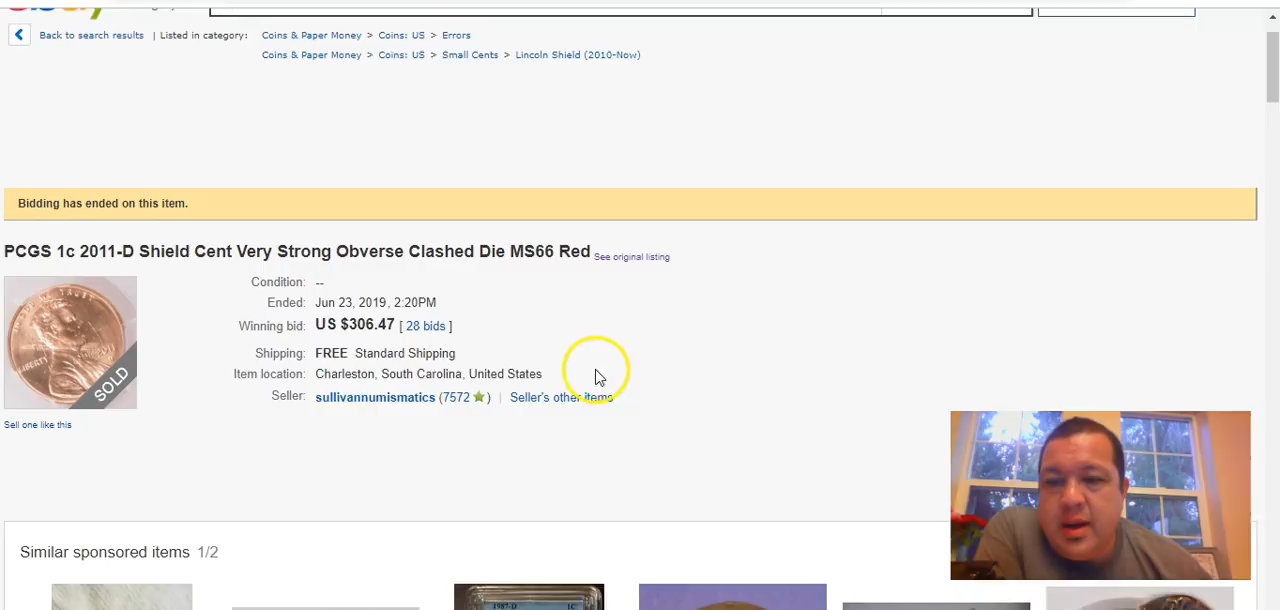 Back to search results | Listed in category: Coins & Paper Money > Coins: US > Errors
Coins & Paper Money > Coins: US > Small Cents > Lincoln Shield (2010-Now)
Bidding has ended on this item.
PCGS 1c 2011-D Shield Cent Very Strong Obverse Clashed Die MS66 Red See original listing
Condition: --
Ended: Jun 23, 2019, 2:20PM
Winning bid: US $306.47 [ 28 bids ]
Shipping: FREE Standard Shipping
Item location: Charleston, South Carolina, United States
Seller: sullivannumismatics (7572 ) | Seller's other items
LIBERTY
SOLD
Sell one like this
Similar sponsored items 1/2
1987-D 1C